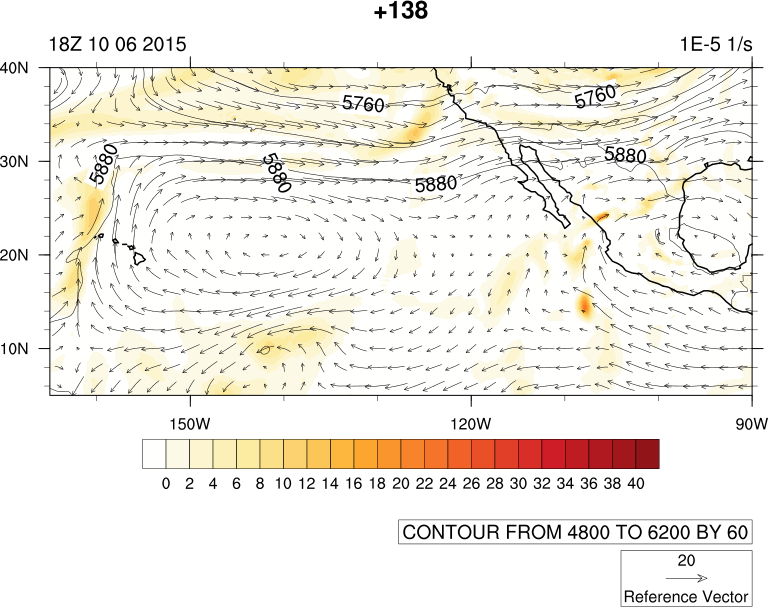 +138
18Z 10 06 2015 1E-5 1/s
40N
5760 5760
30N
5880 5880 5880 5880
20N
10N
150W 120W 90W
0 2 4 6 8 10 12 14 16 18 20 22 24 26 28 30 32 34 36 38 40
CONTOUR FROM 4800 TO 6200 BY 60
20
Reference Vector